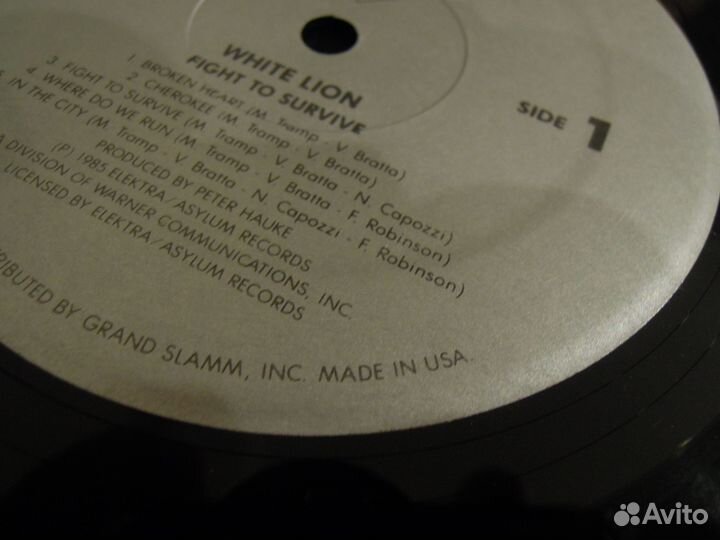 WHITE LION
FIGHT TO SURVIVE
SIDE 1
1 BROKEN HEART (M. Tramp - V. Bratta)
2 CHEROKEE (M. Tramp - V. Bratta)
3 FIGHT TO SURVIVE (M. Tramp - V. Bratta - N. Capozzi)
4 WHERE DO WE RUN (M. Tramp - V. Bratta - F. Robinson)
IN THE CITY (M. Tramp - V. Bratta - N. Capozzi - F. Robinson)
PRODUCED BY PETER HAUKE
(P) 1985 ELEKTRA/ASYLUM RECORDS
A DIVISION OF WARNER COMMUNICATIONS, INC.
LICENSED BY ELEKTRA/ASYLUM RECORDS
TRIBUTED BY GRAND SLAMM, INC. MADE IN USA.
Avito